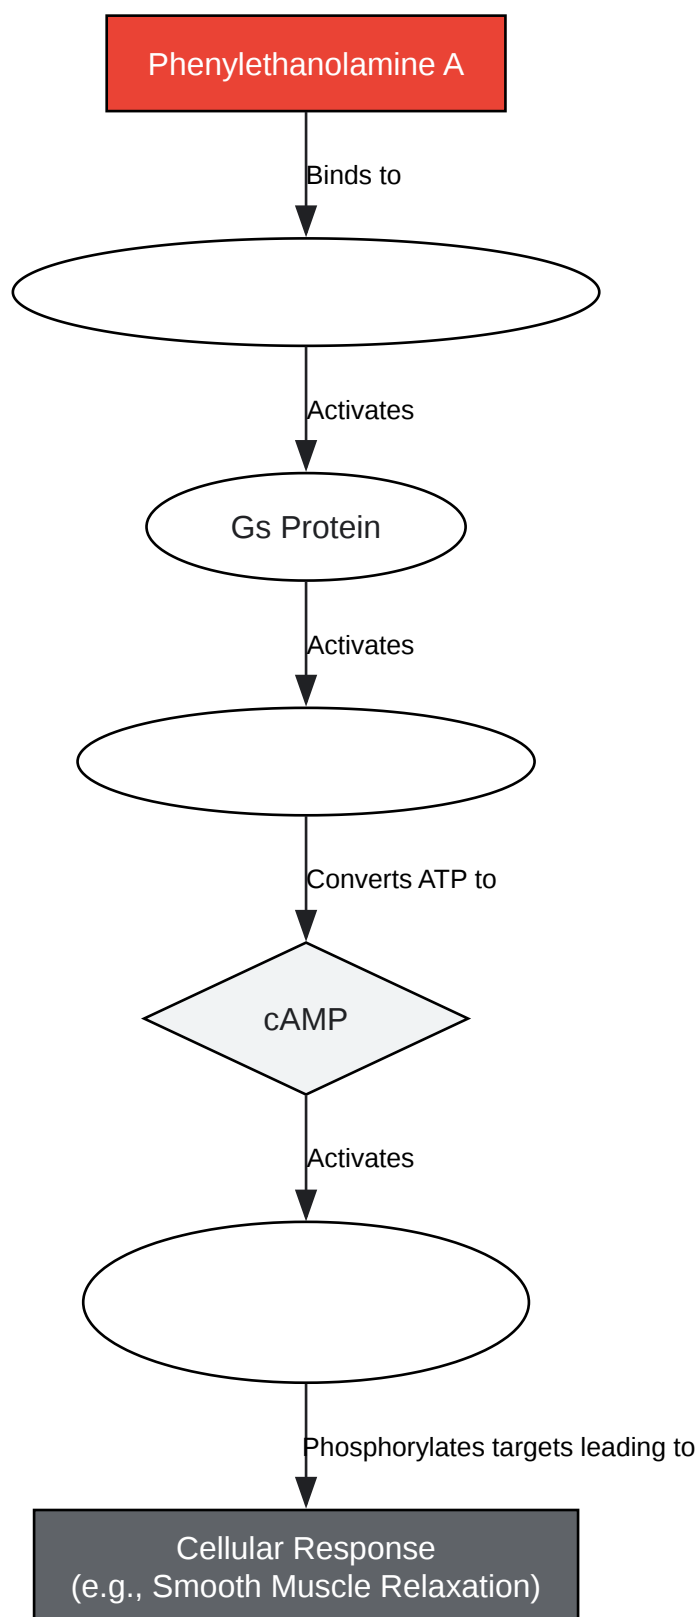 Phenylethanolamine A
Binds to
Activates
Gs Protein
Activates
Converts ATP to
cAMP
Activates
Phosphorylates targets leading to
Cellular Response
(e.g., Smooth Muscle Relaxation)